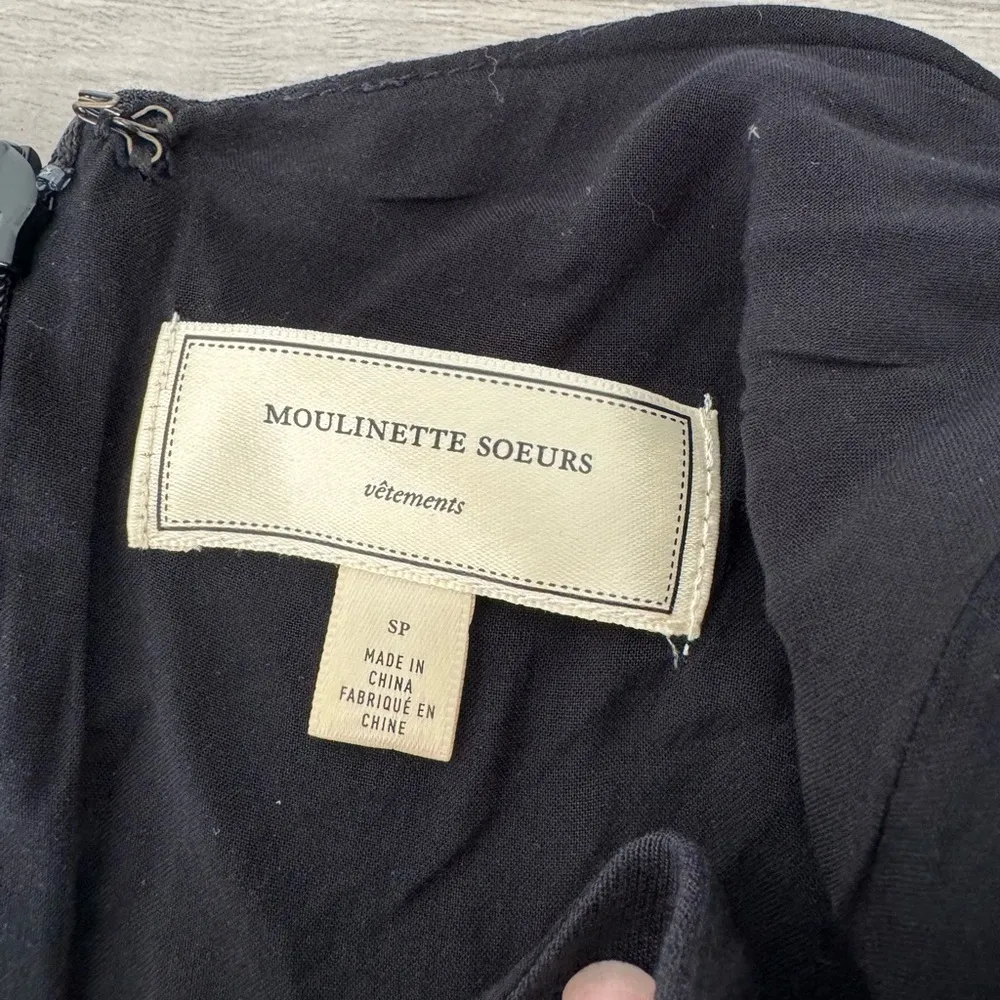 MOULINETTE SOEURS
vêtements
SP
MADE IN
CHINA
FABRIQUÉ EN
CHINE